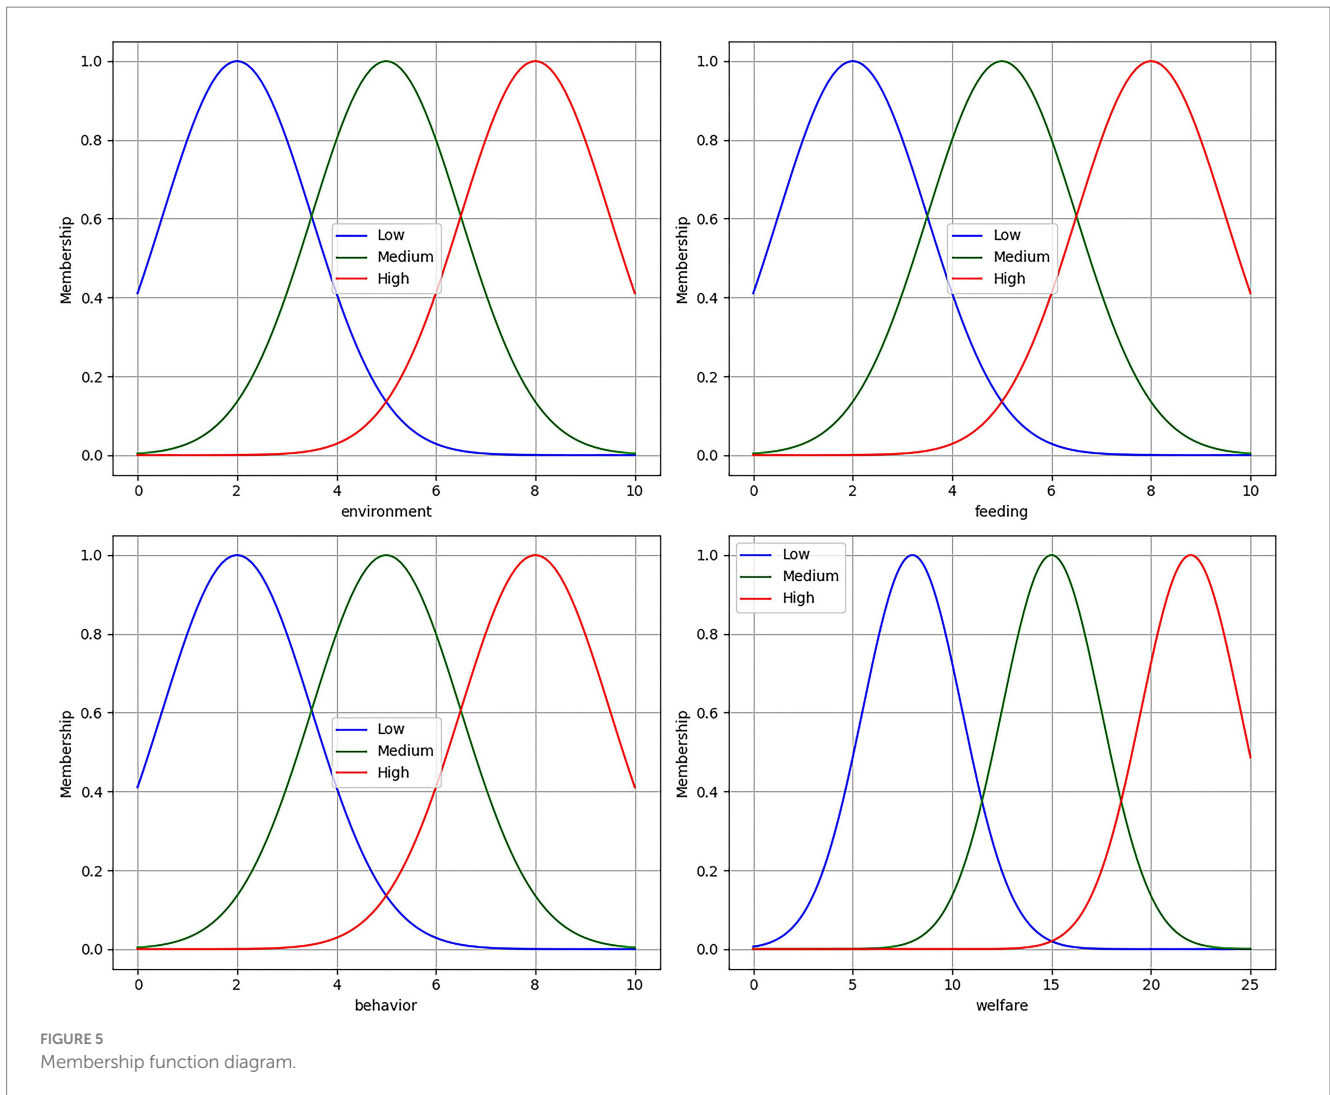 1.0
0.8
0.6
0.4
0.2
0.0
Membership
Low
Medium
High
0 2 4 6 8 10
environment
1.0
0.8
0.6
0.4
0.2
0.0
Membership
Low
Medium
High
0 2 4 6 8 10
feeding
1.0
0.8
0.6
0.4
0.2
0.0
Membership
Low
Medium
High
0 2 4 6 8 10
behavior
1.0
0.8
0.6
0.4
0.2
0.0
Membership
Low
Medium
High
0 5 10 15 20 25
welfare
FIGURE 5
Membership function diagram.